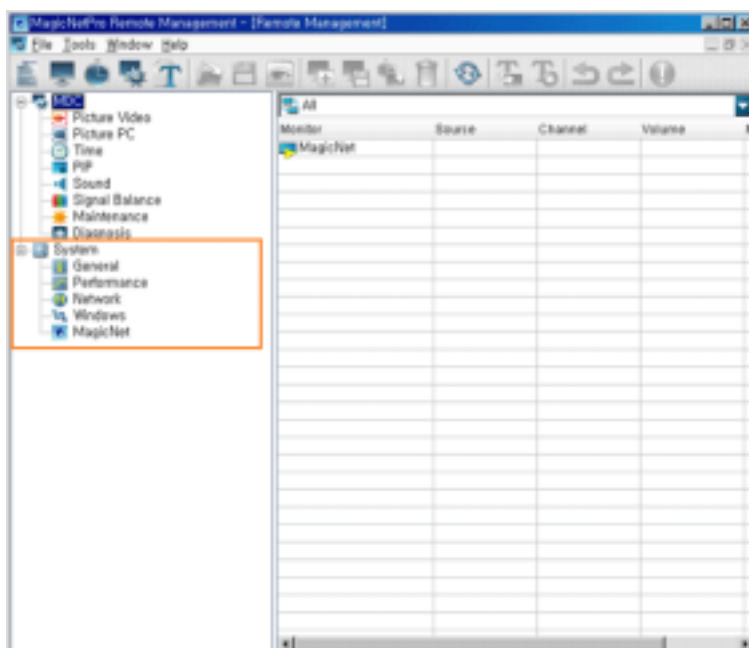 MagicNetPro Remote Management - [Remote Management]
File Tools Window Help
MDC
Picture Video
Picture PC
Time
PIP
Sound
Signal Balance
Maintenance
Diagnosis
System
General
Performance
Network
Windows
MagicNet
All
Monitor Source Channel Volume
MagicNet